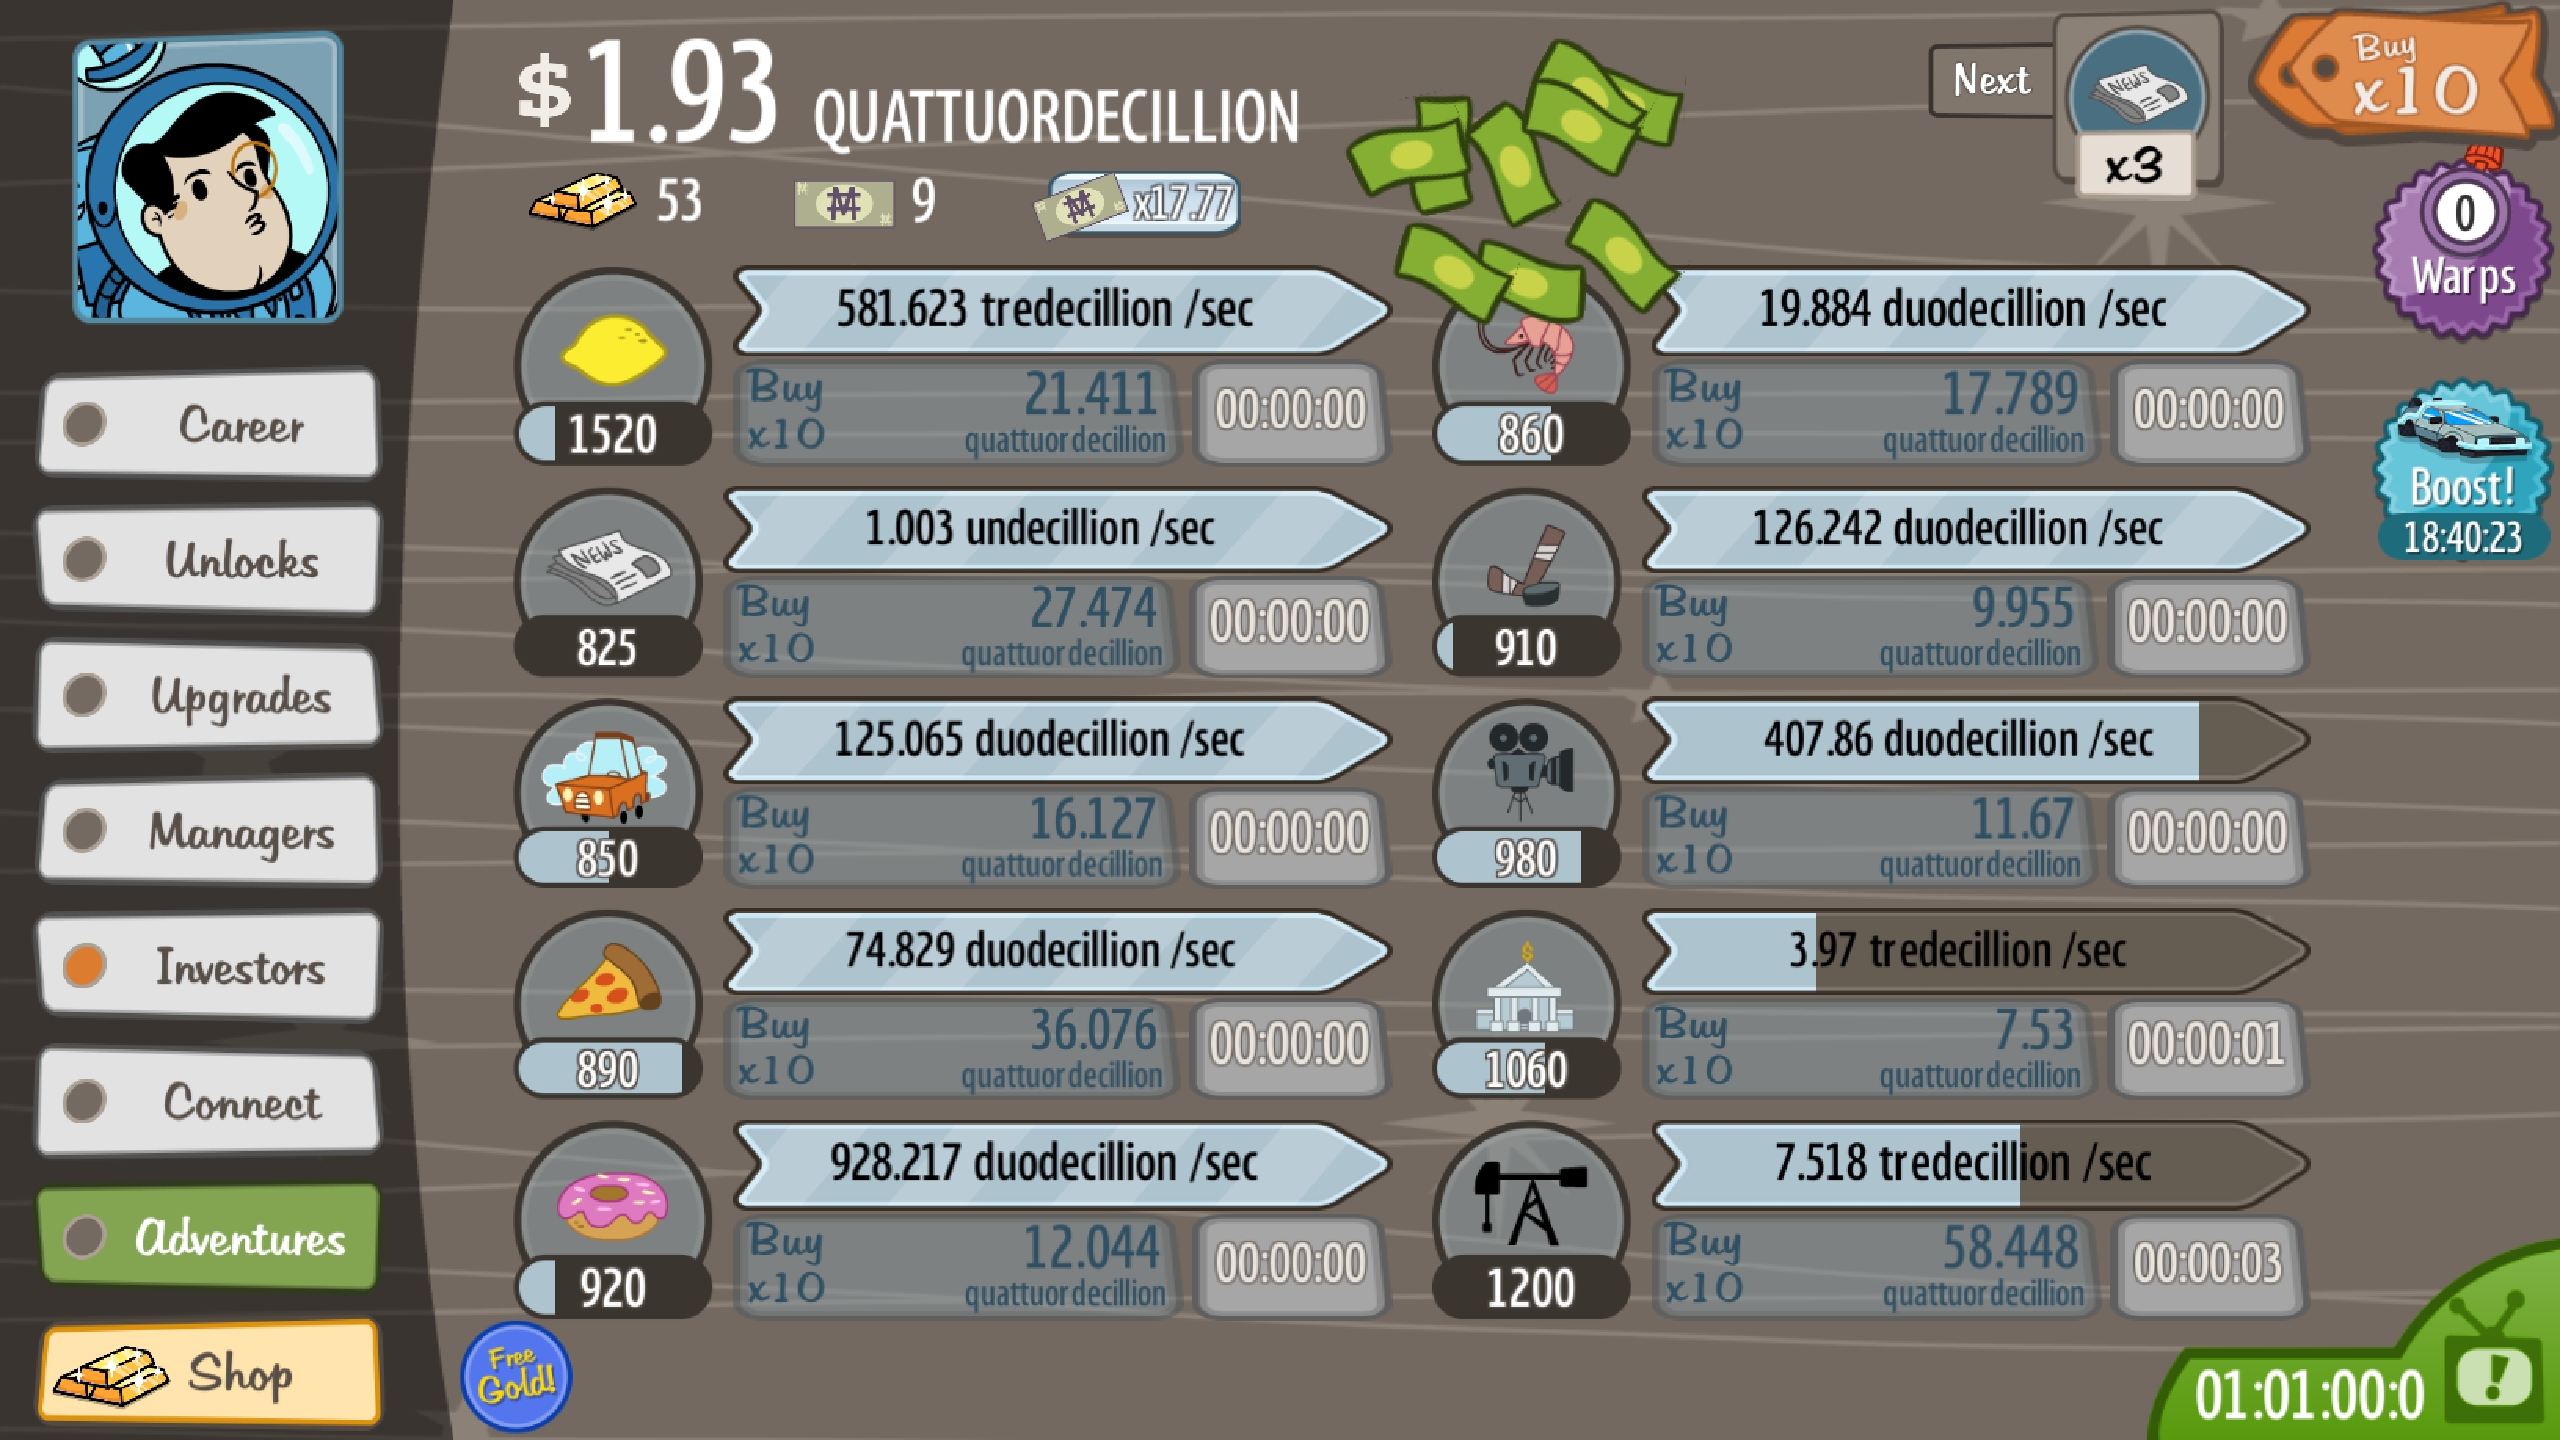 $1.93 QUATTUORDECILLION
53
9
x17.77
Next
NEWS
x3
Buy
x10
0
Warps
Boost!
18:40:23
Career
Unlocks
Upgrades
Managers
Investors
Connect
Adventures
Shop
581.623 tredecillion /sec
1520
Buy
x10
21.411
quattuordecillion
00:00:00
19.884 duodecillion /sec
860
Buy
x10
17.789
quattuordecillion
00:00:00
NEWS
1.003 undecillion /sec
825
Buy
x10
27.474
quattuordecillion
00:00:00
126.242 duodecillion /sec
910
Buy
x10
9.955
quattuordecillion
00:00:00
125.065 duodecillion /sec
850
Buy
x10
16.127
quattuordecillion
00:00:00
407.86 duodecillion /sec
980
Buy
x10
11.67
quattuordecillion
00:00:00
74.829 duodecillion /sec
890
Buy
x10
36.076
quattuordecillion
00:00:00
$
3.97 tredecillion /sec
1060
Buy
x10
7.53
quattuordecillion
00:00:01
928.217 duodecillion /sec
920
Buy
x10
12.044
quattuordecillion
00:00:00
7.518 tredecillion /sec
1200
Buy
x10
58.448
quattuordecillion
00:00:03
Free
Gold!
01:01:00:0
!